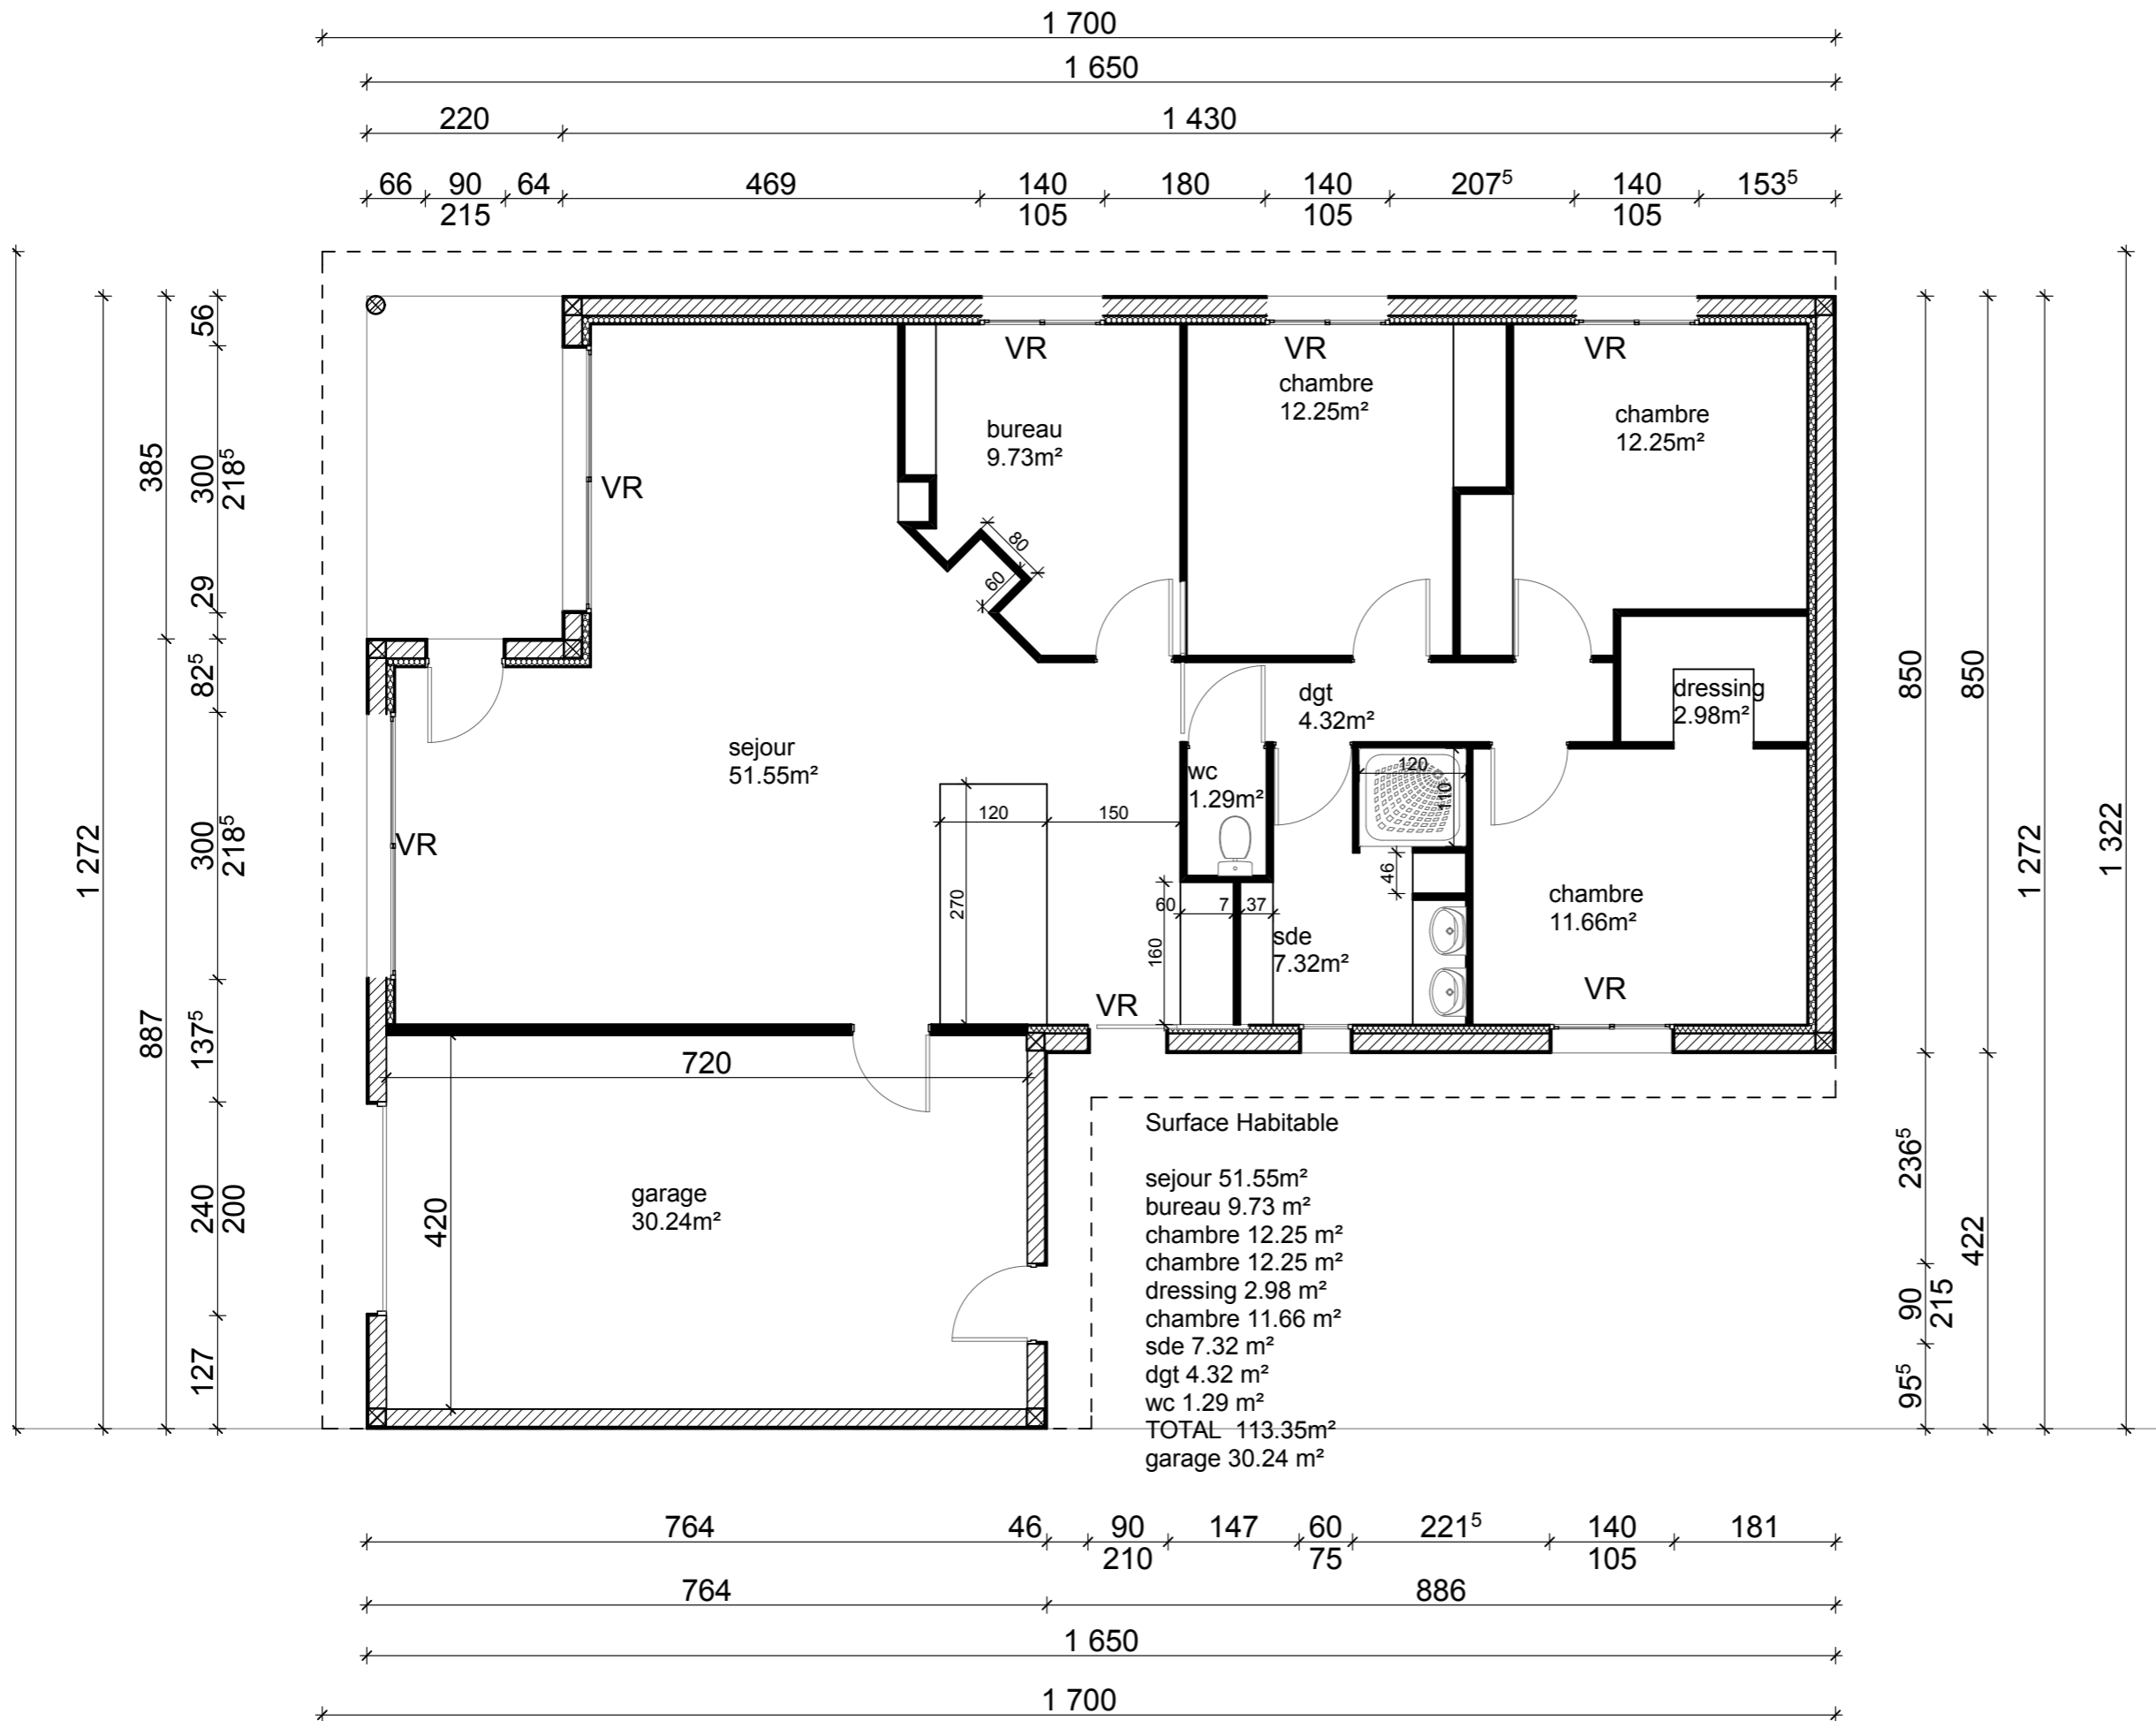 1 700
1 650
220 1 430
66 90 64 469 140 180 140 207⁵ 140 153⁵
215 105 105 105
56
385
300
218⁵
29
82⁵
300
218⁵
1 272
887
137⁵
240
200
127
VR
VR
VR
VR
chambre
12.25m²
chambre
12.25m²
bureau
9.73m²
80
60
dgt
4.32m²
dressing
2.98m²
sejour
51.55m²
wc
1.29m²
120
110
VR
120
150
270
46
60
7
37
160
sde
7.32m²
chambre
11.66m²
VR
VR
720
420
garage
30.24m²
Surface Habitable
sejour 51.55m²
bureau 9.73 m²
chambre 12.25 m²
chambre 12.25 m²
dressing 2.98 m²
chambre 11.66 m²
sde 7.32 m²
dgt 4.32 m²
wc 1.29 m²
TOTAL 113.35m²
garage 30.24 m²
850
850
1 272
1 322
236⁵
422
90
215
95⁵
764 46 90 147 60 221⁵ 140 181
210 75 105
764 886
1 650
1 700